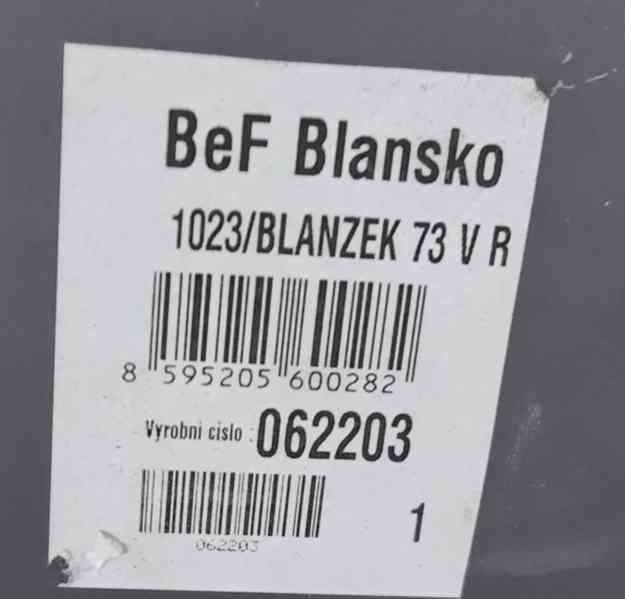 BeF Blansko
1023/BLANZEK 73 V R
8 595205 600282
Vyrobni cislo : 062203
062203
1